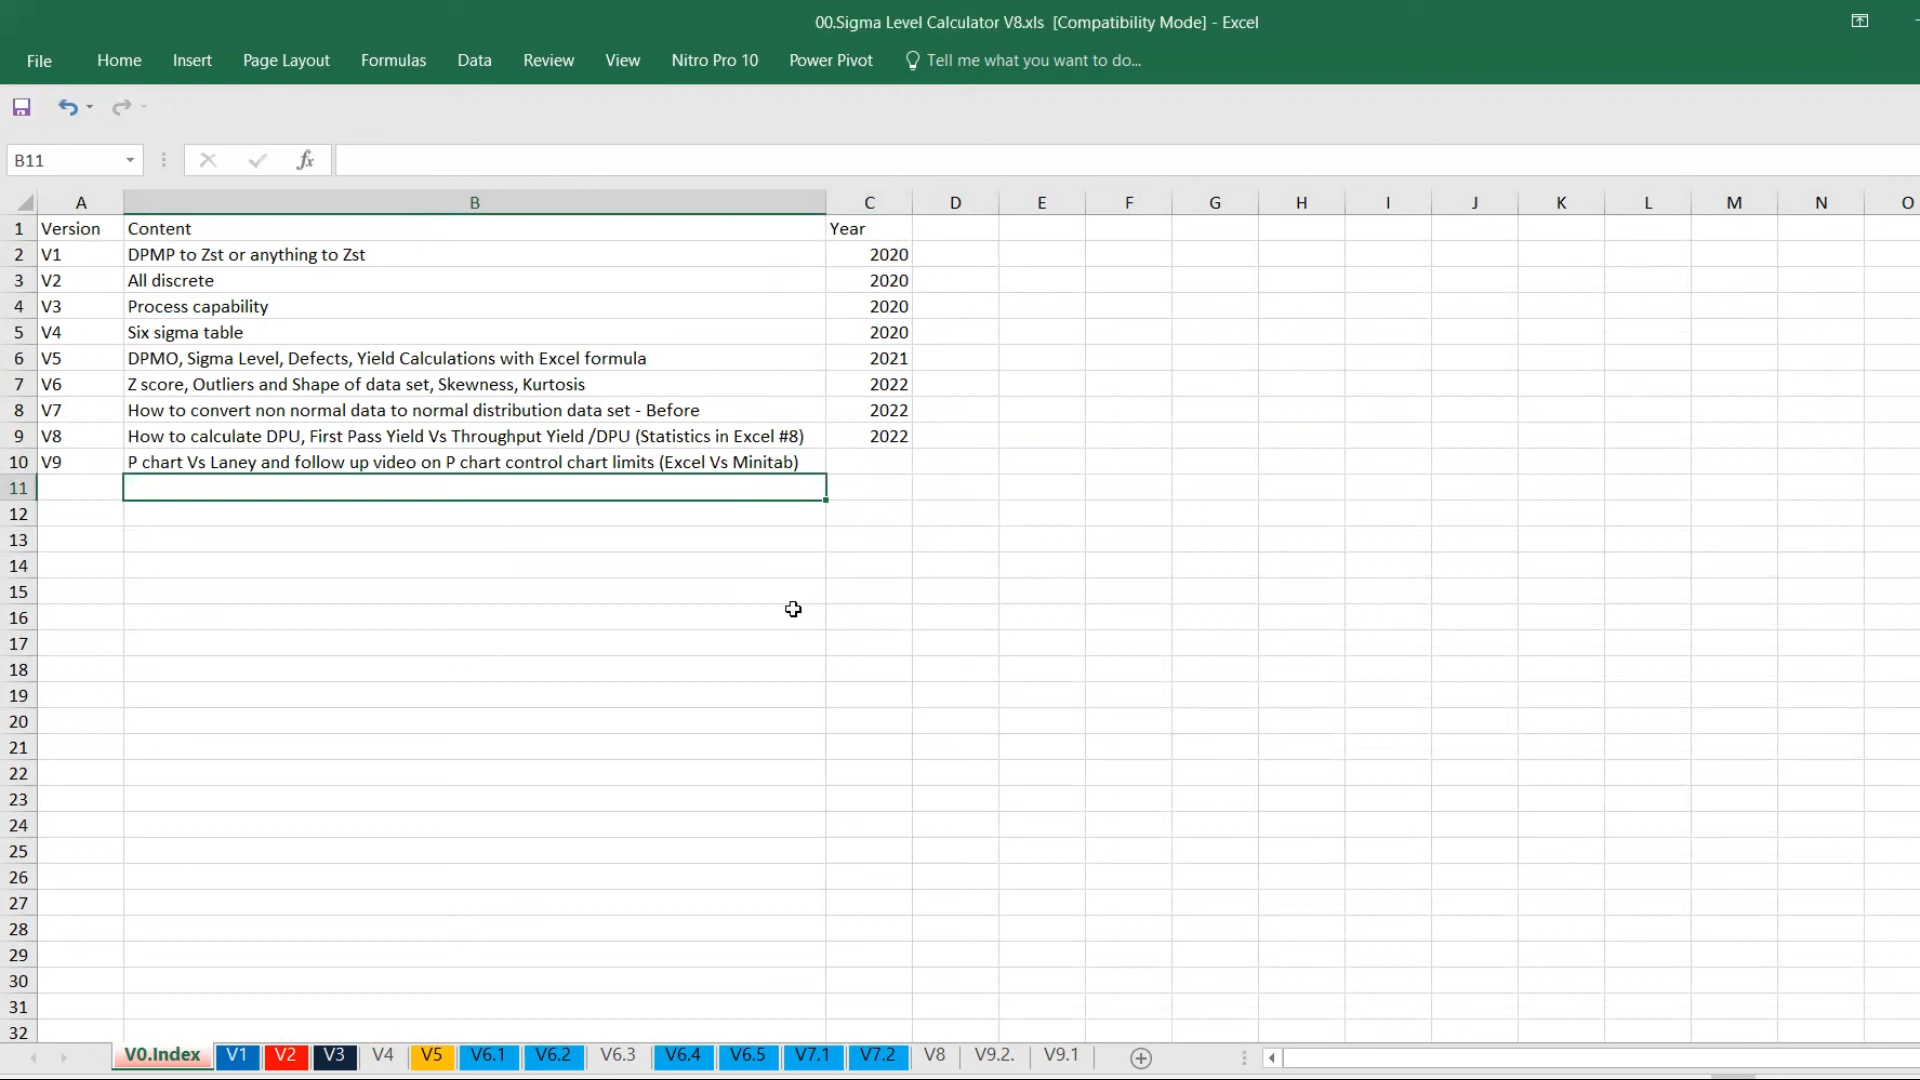 00.Sigma Level Calculator V8.xls [Compatibility Mode] - Excel
File Home Insert Page Layout Formulas Data Review View Nitro Pro 10 Power Pivot Tell me what you want to do...
B11 fx
A B C D E F G H I J K L M N O
1 Version Content Year
2 V1 DPMP to Zst or anything to Zst 2020
3 V2 All discrete 2020
4 V3 Process capability 2020
5 V4 Six sigma table 2020
6 V5 DPMO, Sigma Level, Defects, Yield Calculations with Excel formula 2021
7 V6 Z score, Outliers and Shape of data set, Skewness, Kurtosis 2022
8 V7 How to convert non normal data to normal distribution data set - Before 2022
9 V8 How to calculate DPU, First Pass Yield Vs Throughput Yield /DPU (Statistics in Excel #8) 2022
10 V9 P chart Vs Laney and follow up video on P chart control chart limits (Excel Vs Minitab)
11
12
13
14
15
16
17
18
19
20
21
22
23
24
25
26
27
28
29
30
31
32
V0.Index V1 V2 V3 V4 V5 V6.1 V6.2 V6.3 V6.4 V6.5 V7.1 V7.2 V8 V9.2. V9.1